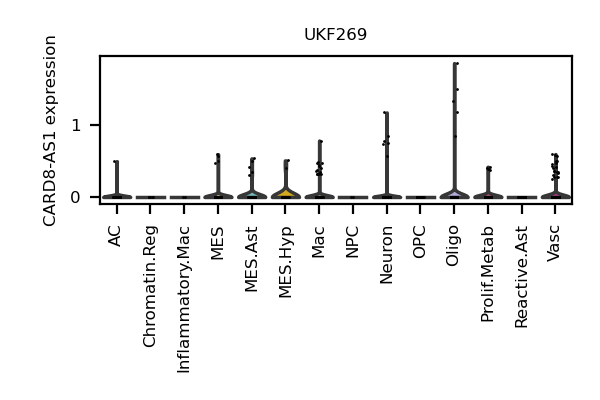 UKF269
CARD8-AS1 expression
1
0
AC
Chromatin.Reg
Inflammatory.Mac
MES
MES.Ast
MES.Hyp
Mac
NPC
Neuron
OPC
Oligo
Prolif.Metab
Reactive.Ast
Vasc